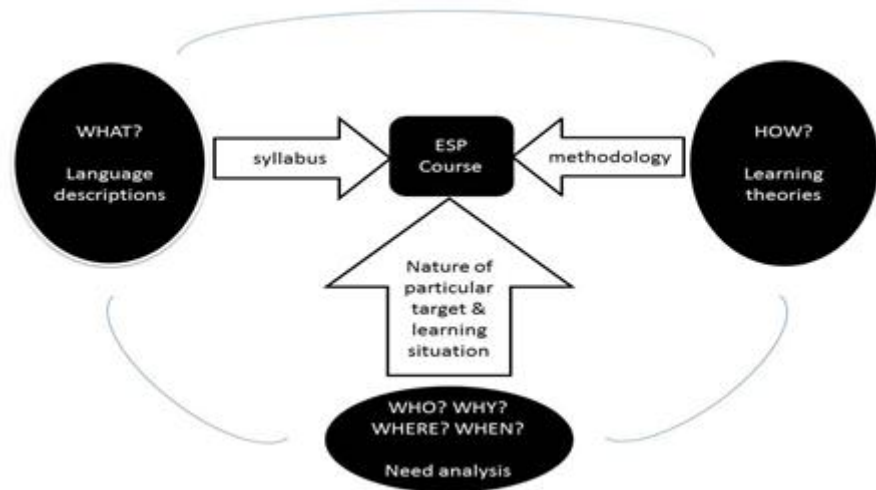 WHAT?
Language
descriptions
syllabus
ESP
Course
methodology
HOW?
Learning
theories
Nature of
particular
target &
learning
situation
WHO? WHY?
WHERE? WHEN?
Need analysis